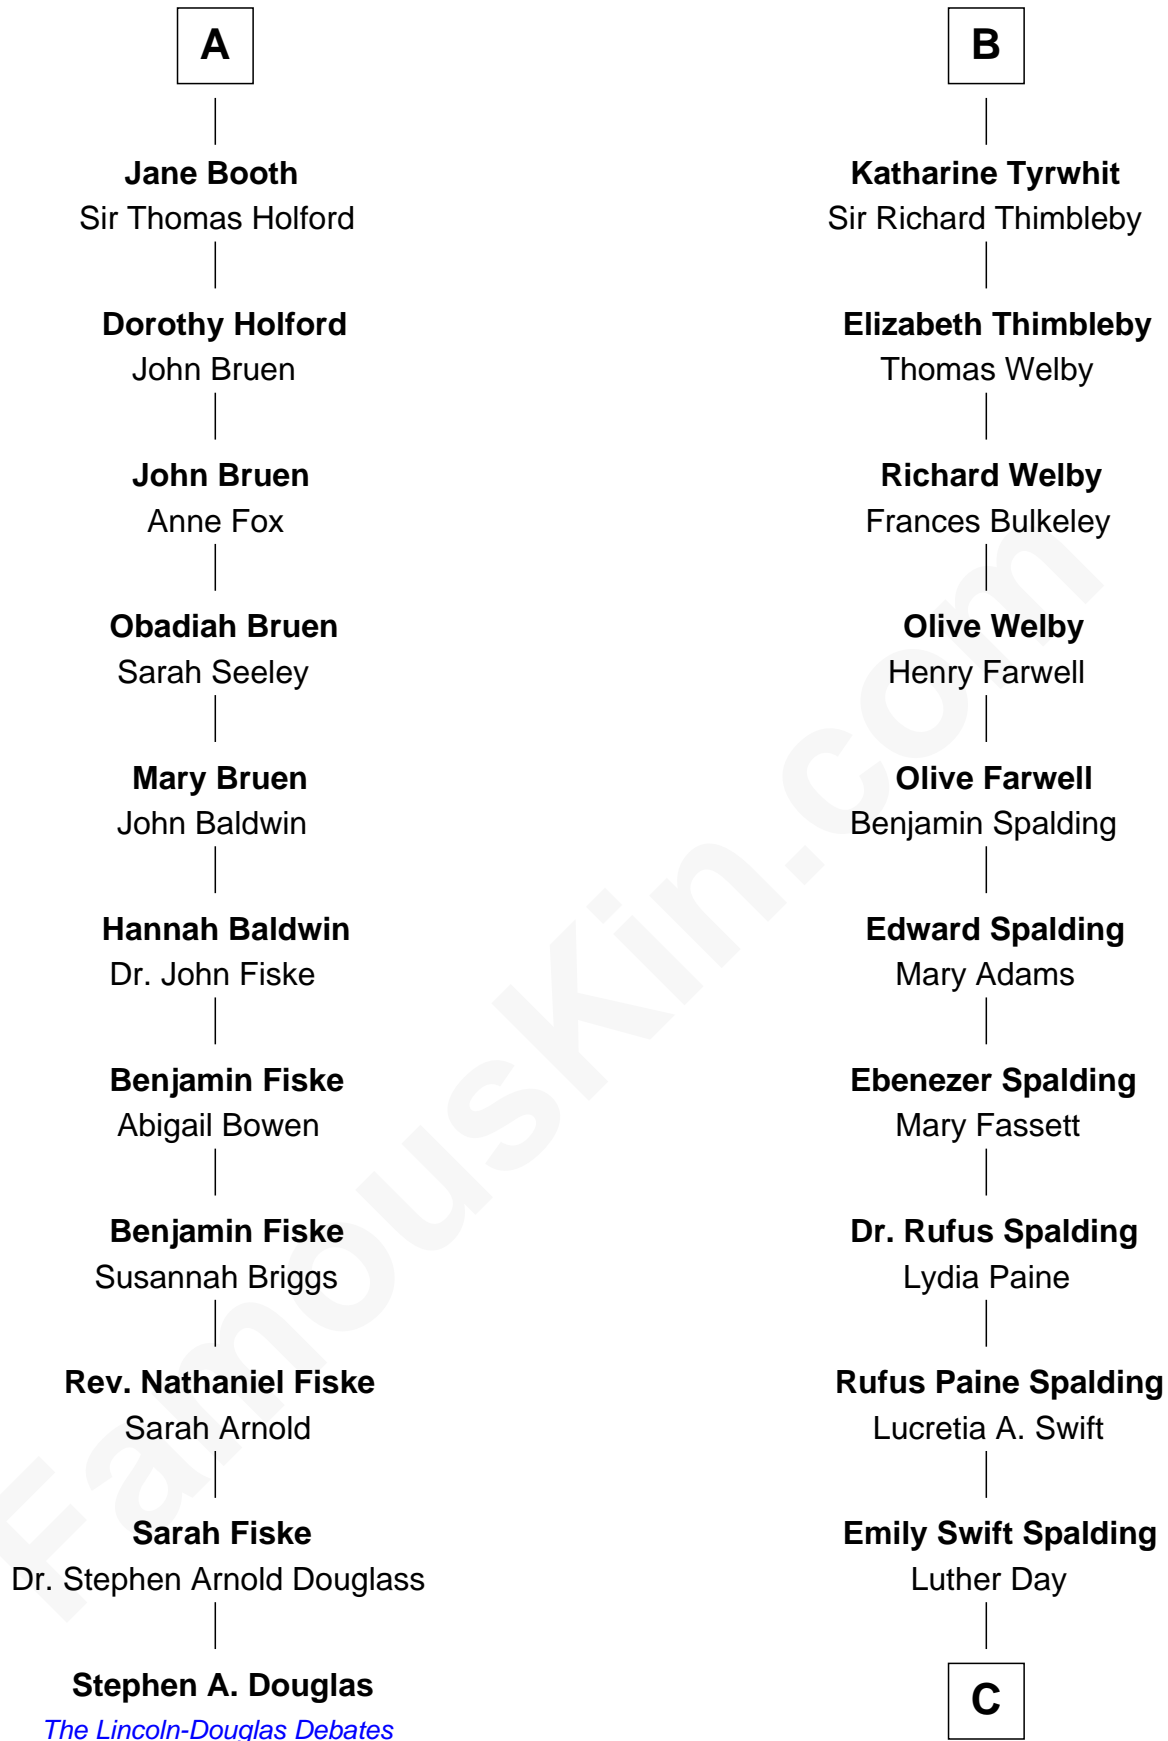 A
Jane Booth
Sir Thomas Holford
Dorothy Holford
John Bruen
John Bruen
Anne Fox
Obadiah Bruen
Sarah Seeley
Mary Bruen
John Baldwin
Hannah Baldwin
Dr. John Fiske
Benjamin Fiske
Abigail Bowen
Benjamin Fiske
Susannah Briggs
Rev. Nathaniel Fiske
Sarah Arnold
Sarah Fiske
Dr. Stephen Arnold Douglass
Stephen A. Douglas
The Lincoln-Douglas Debates
B
Katharine Tyrwhit
Sir Richard Thimbleby
Elizabeth Thimbleby
Thomas Welby
Richard Welby
Frances Bulkeley
Olive Welby
Henry Farwell
Olive Farwell
Benjamin Spalding
Edward Spalding
Mary Adams
Ebenezer Spalding
Mary Fassett
Dr. Rufus Spalding
Lydia Paine
Rufus Paine Spalding
Lucretia A. Swift
Emily Swift Spalding
Luther Day
C
FamousKin.com